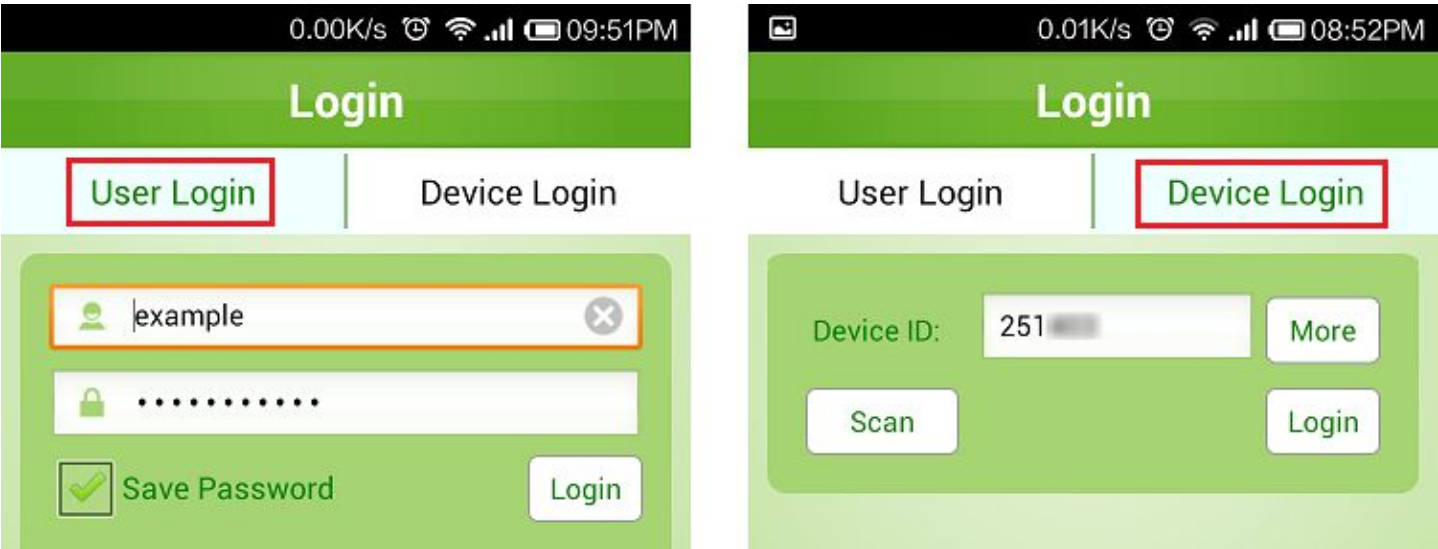 0.00K/s 09:51PM
Login
User Login Device Login
example
Save Password Login
0.01K/s 08:52PM
Login
User Login Device Login
Device ID: 251 More
Scan Login